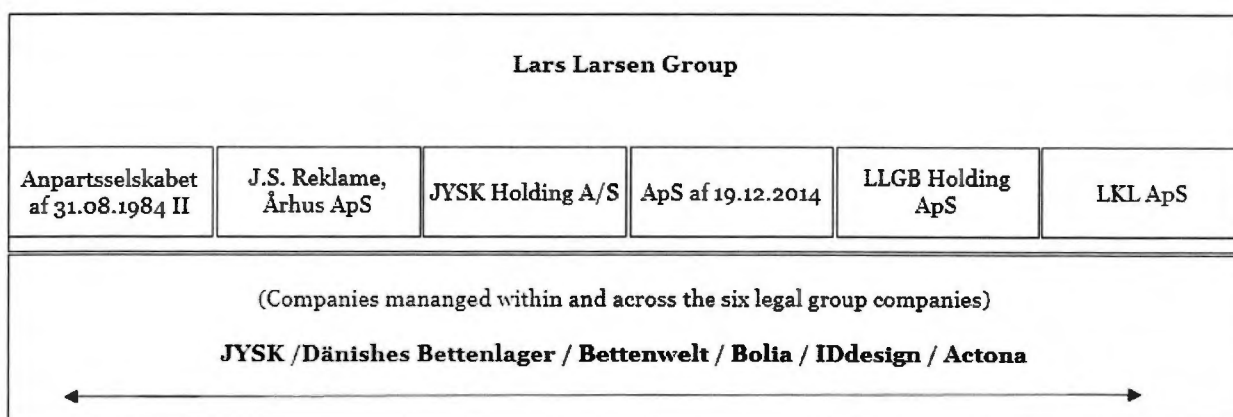 Lars Larsen Group
Anpartsselskabet
af 31.08.1984 II
J.S. Reklame,
Århus ApS
JYSK Holding A/S
ApS af 19.12.2014
LLGB Holding
ApS
LKL ApS
(Companies mananged within and across the six legal group companies)
JYSK /Dänishes Bettenlager / Bettenwelt / Bolia / IDdesign / Actona